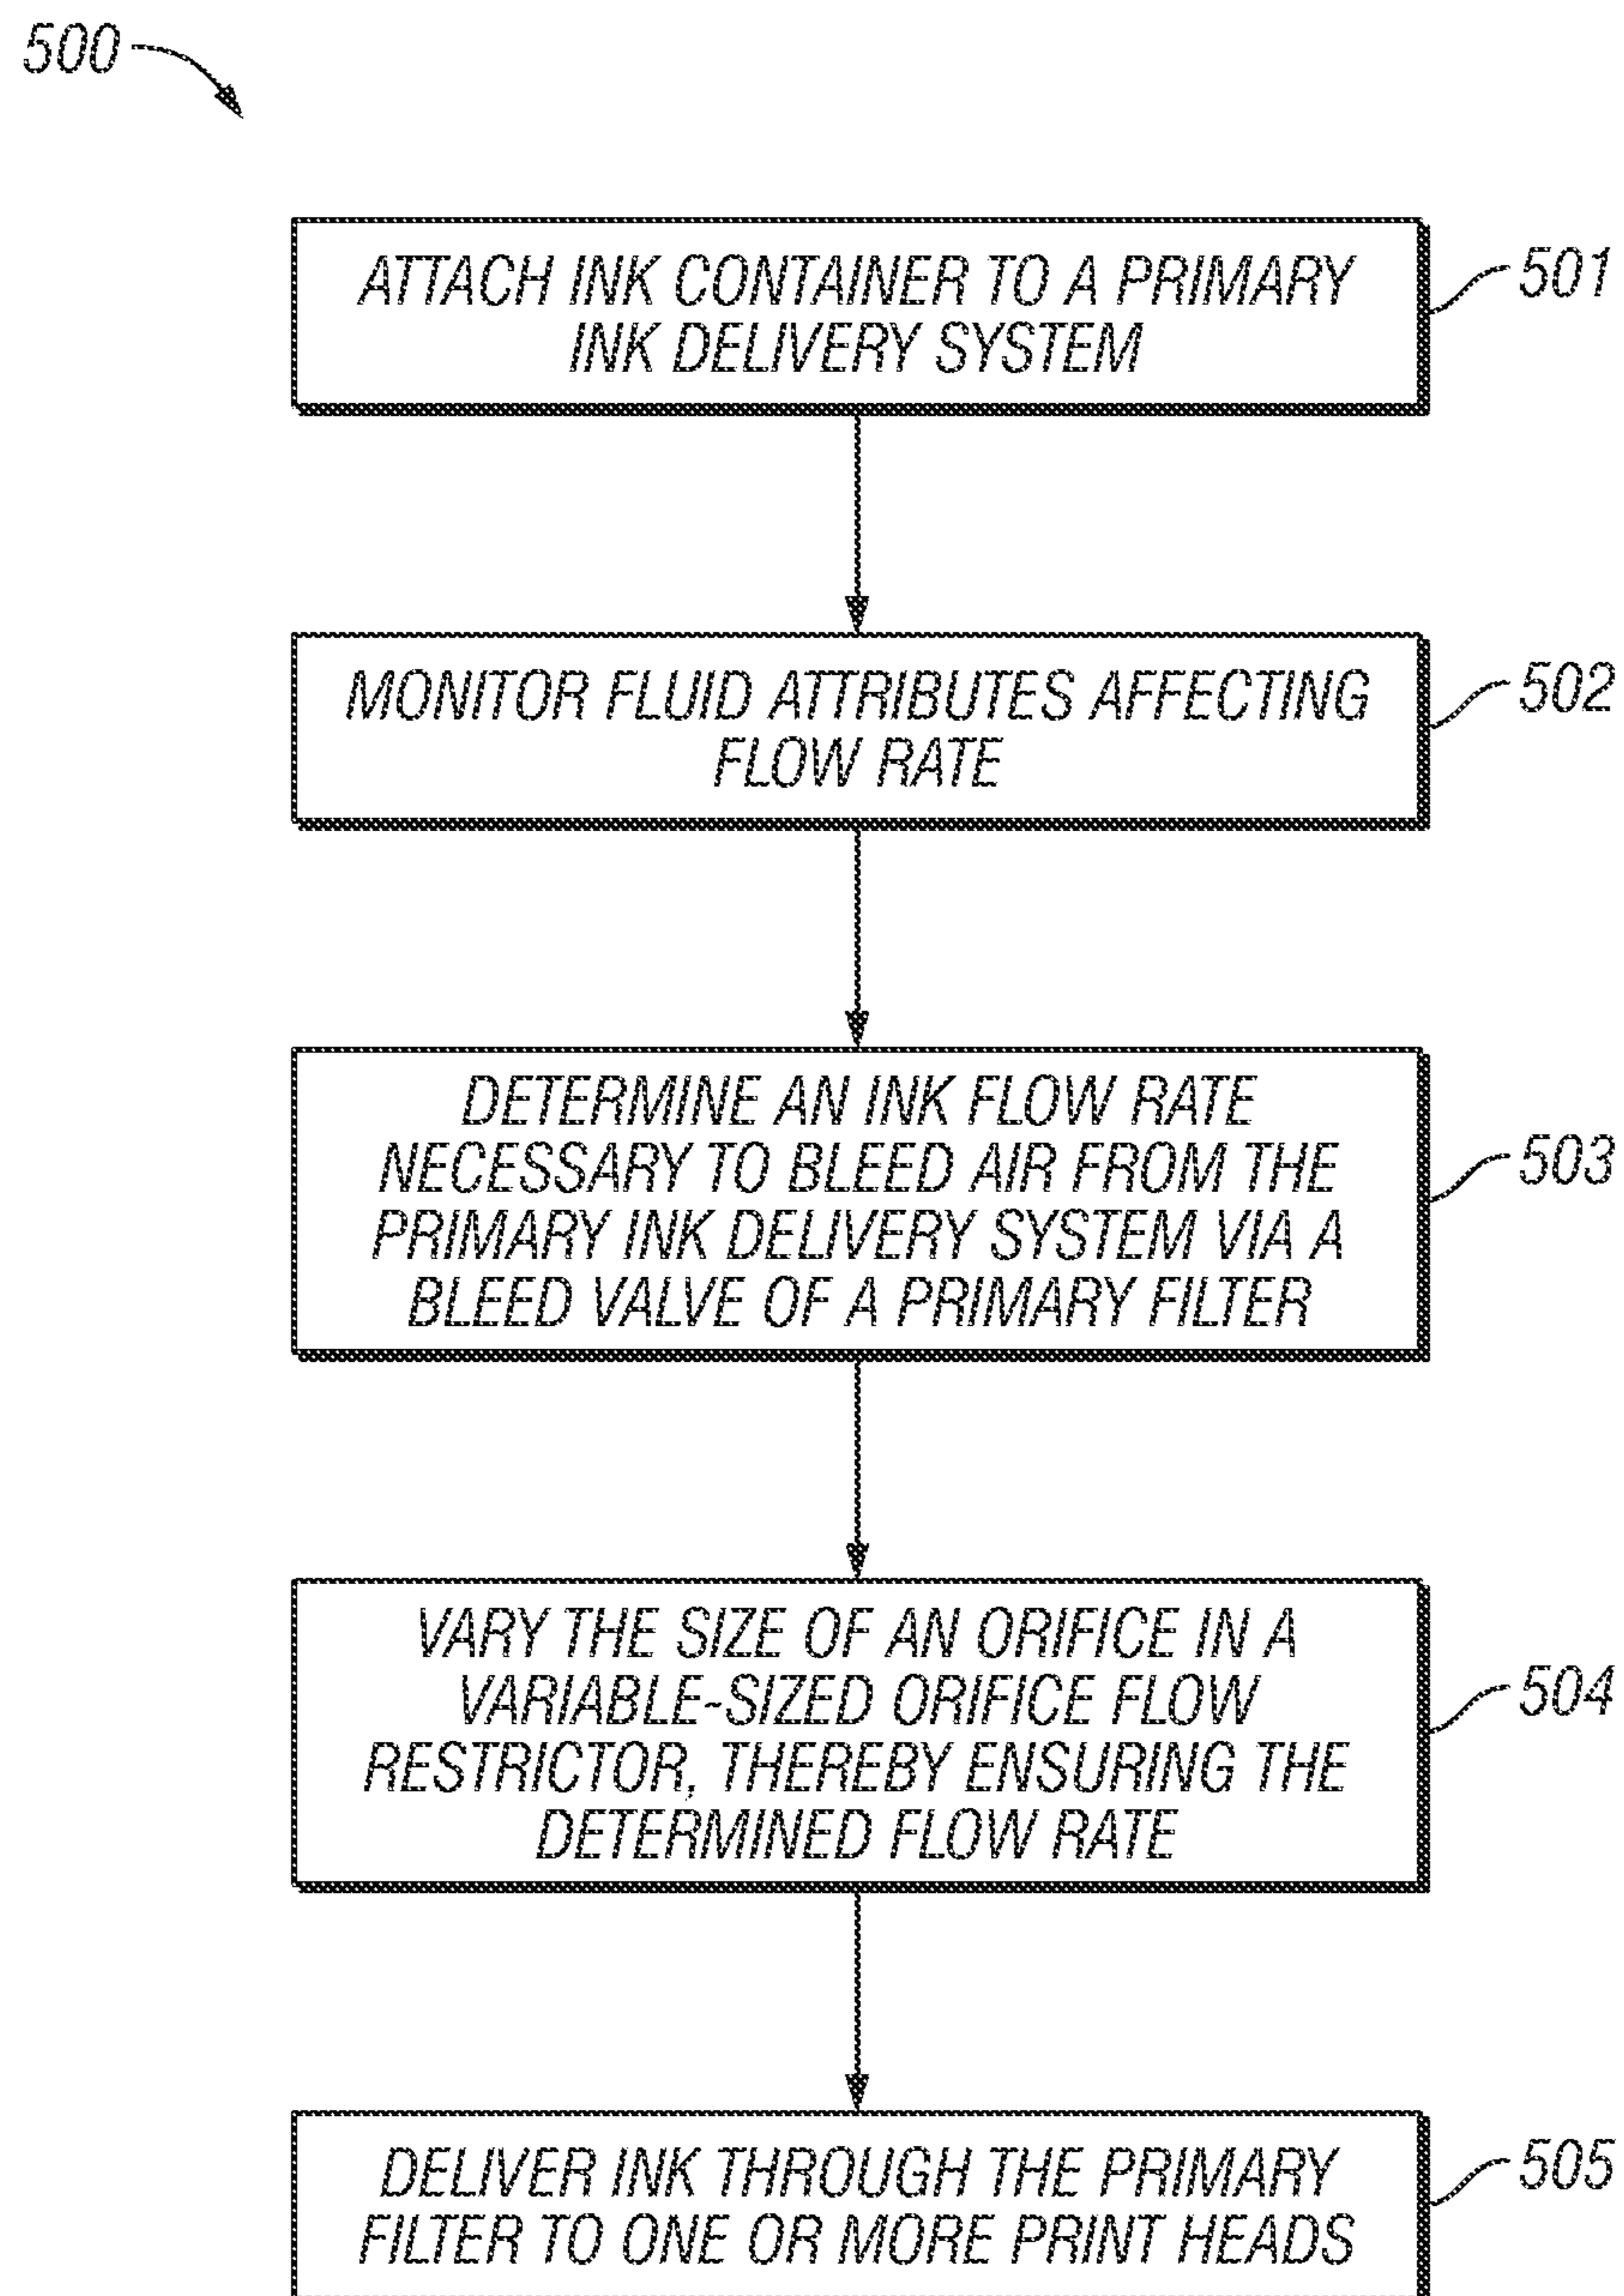 500
ATTACH INK CONTAINER TO A PRIMARY
INK DELIVERY SYSTEM
501
MONITOR FLUID ATTRIBUTES AFFECTING
FLOW RATE
502
DETERMINE AN INK FLOW RATE
NECESSARY TO BLEED AIR FROM THE
PRIMARY INK DELIVERY SYSTEM VIA A
BLEED VALVE OF A PRIMARY FILTER
503
VARY THE SIZE OF AN ORIFICE IN A
VARIABLE-SIZED ORIFICE FLOW
RESTRICTOR, THEREBY ENSURING THE
DETERMINED FLOW RATE
504
DELIVER INK THROUGH THE PRIMARY
FILTER TO ONE OR MORE PRINT HEADS
505